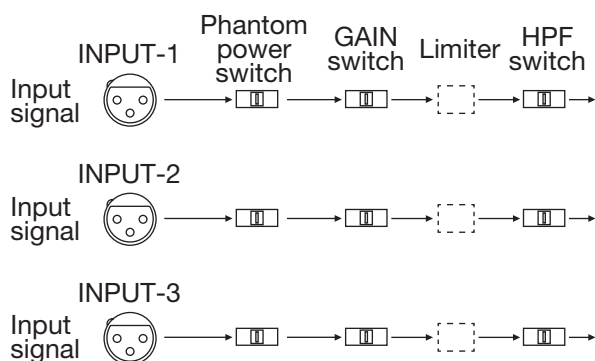 INPUT-1
Phantom
power
switch
GAIN
switch
Limiter
HPF
switch
Input
signal
INPUT-2
Input
signal
INPUT-3
Input
signal